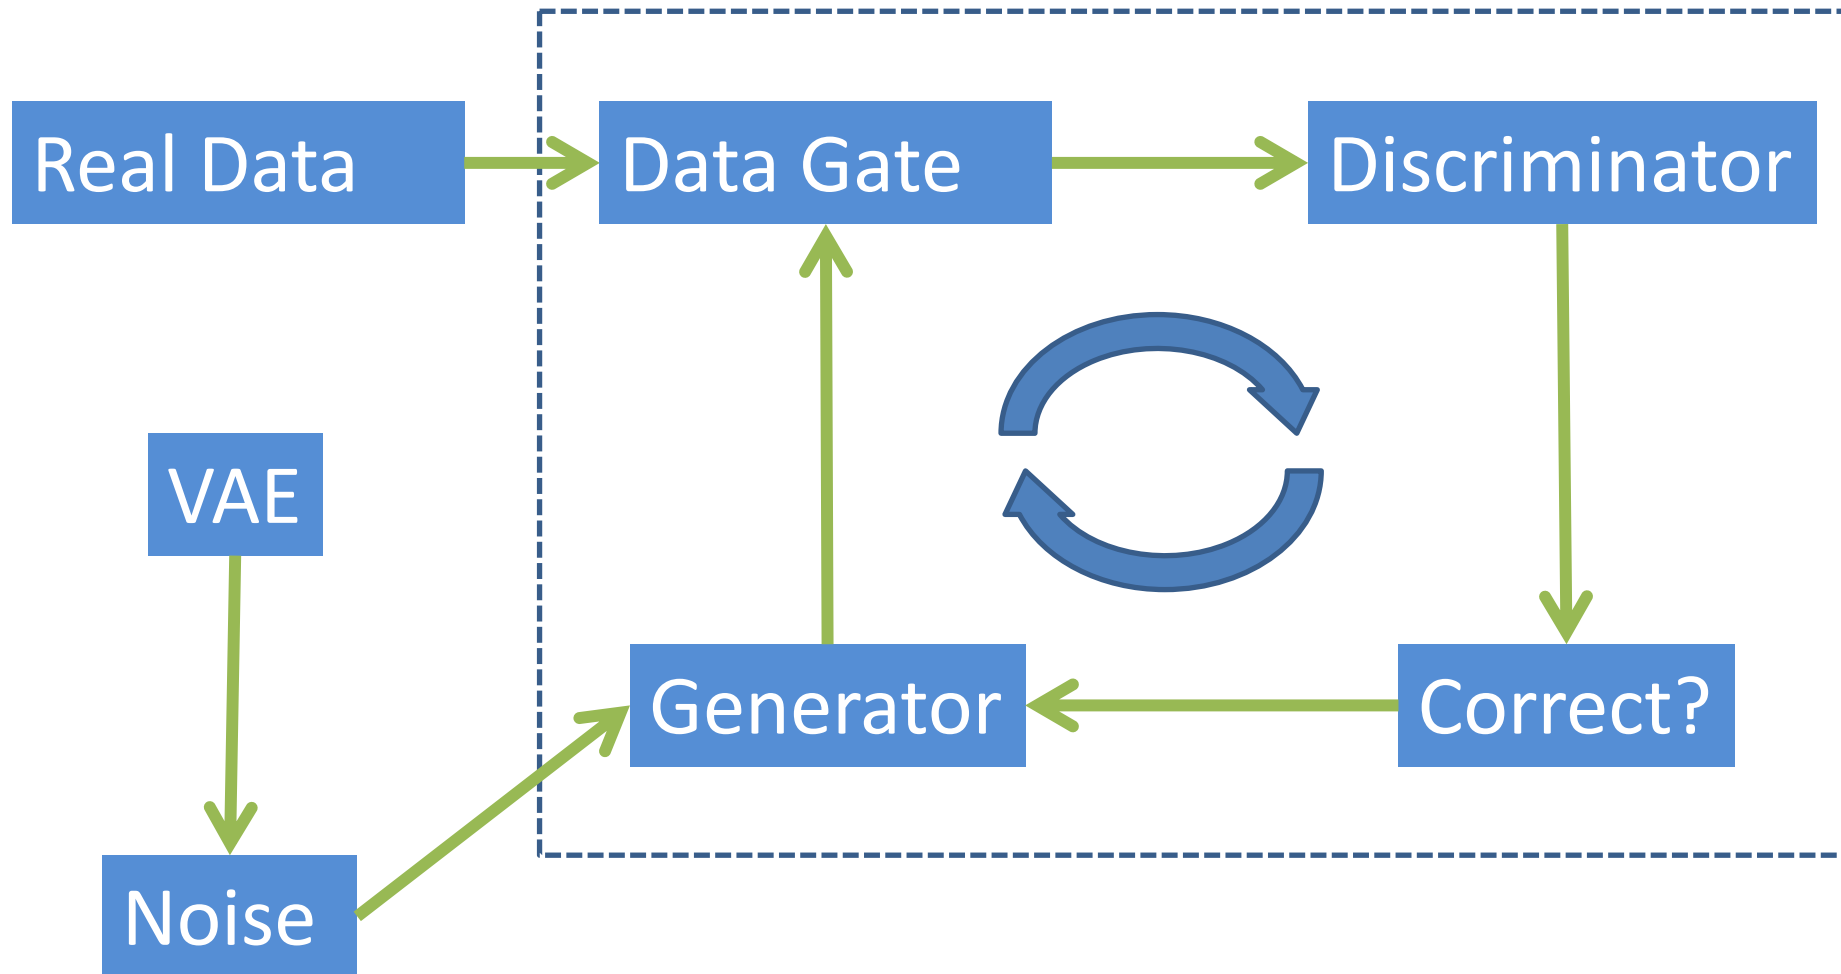 Real Data
Data Gate
Discriminator
VAE
Generator
Correct?
Noise